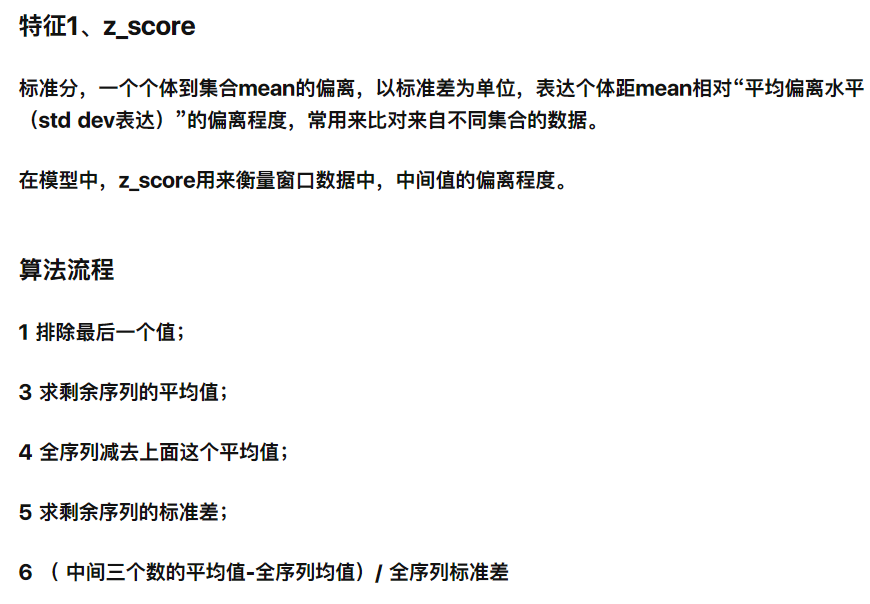 特征1、z_score
标准分，一个个体到集合mean的偏离，以标准差为单位，表达个体距mean相对“平均偏离水平
（std dev表达）”的偏离程度，常用来比对来自不同集合的数据。
在模型中，z_score用来衡量窗口数据中，中间值的偏离程度。
算法流程
1 排除最后一个值；
3 求剩余序列的平均值；
4 全序列减去上面这个平均值；
5 求剩余序列的标准差；
6 （ 中间三个数的平均值-全序列均值）/ 全序列标准差